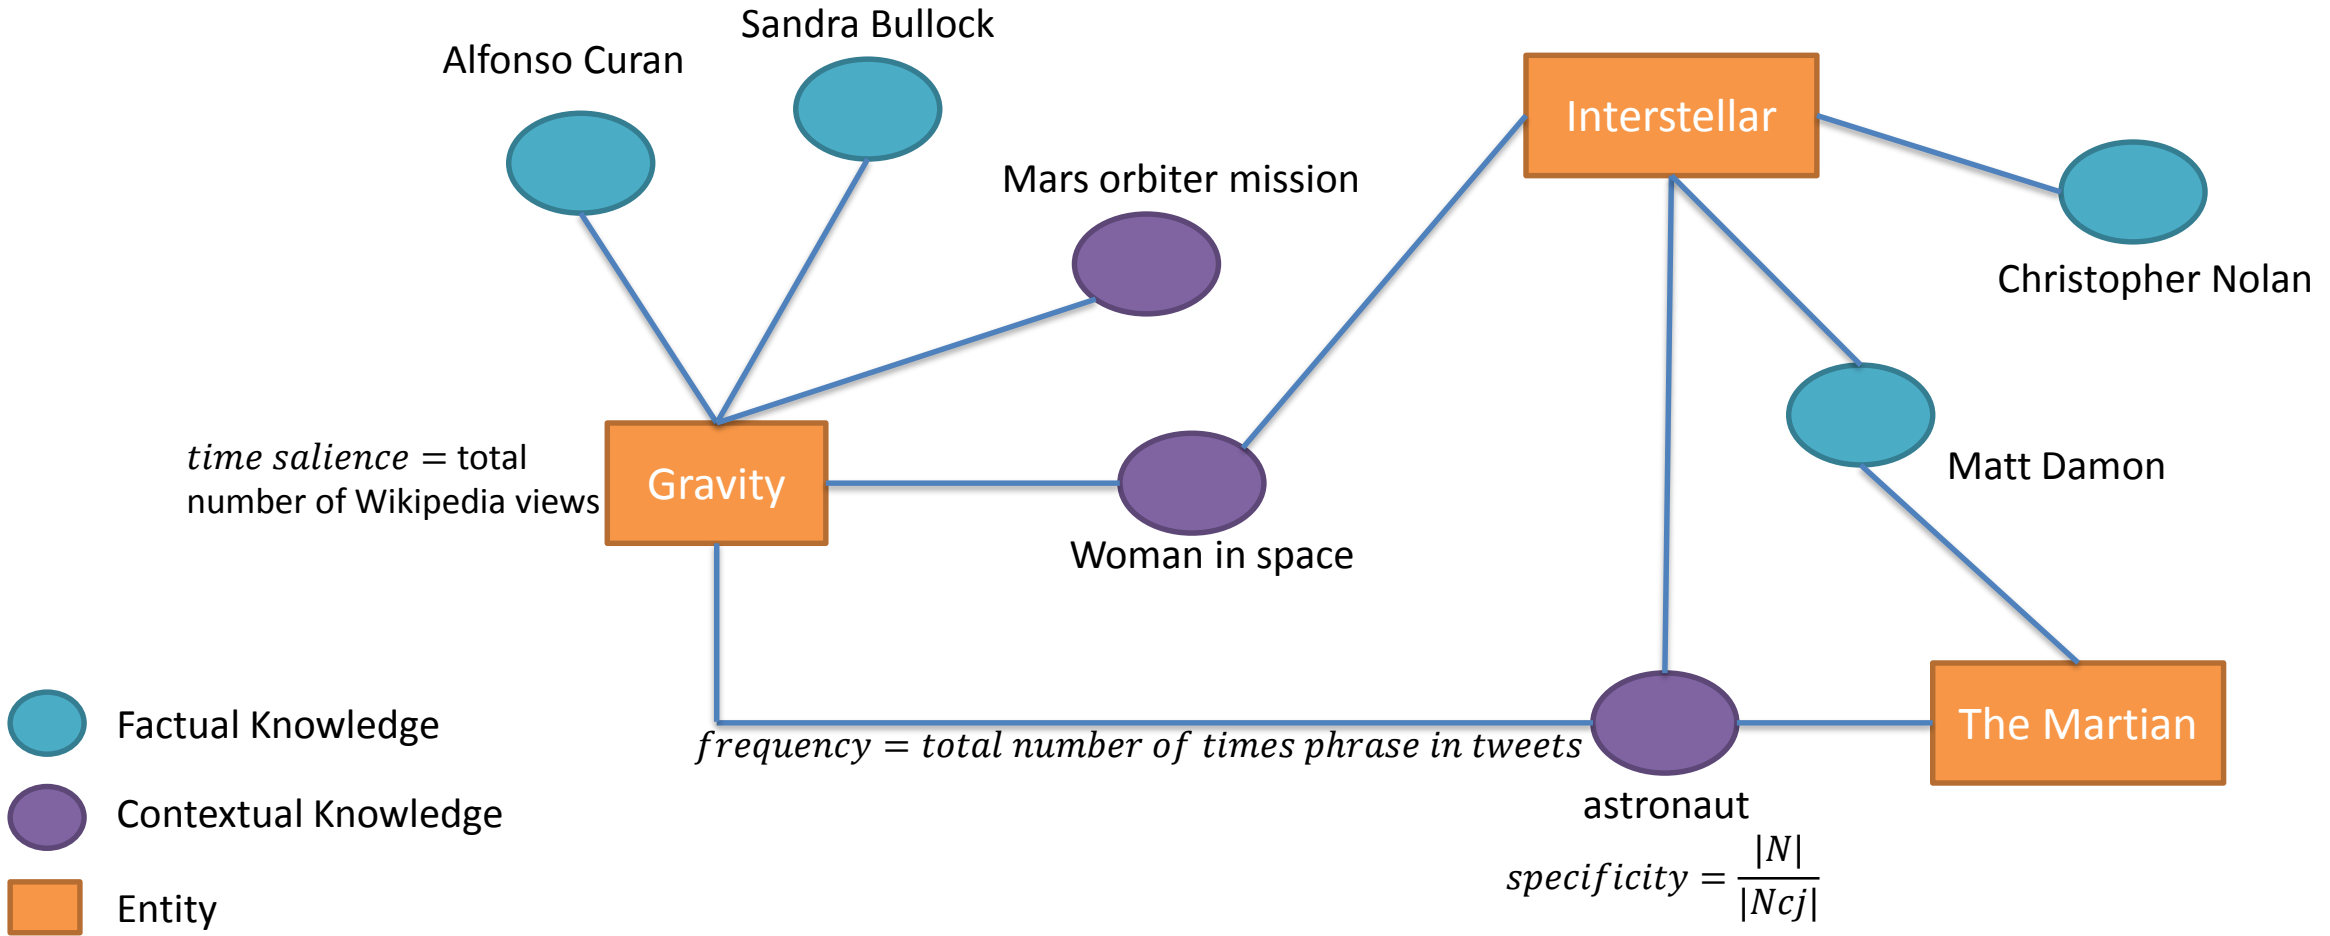 Sandra Bullock
Alfonso Curan
Interstellar
Mars orbiter mission
Christopher Nolan
time salience = total
number of Wikipedia views
Gravity
Matt Damon
Woman in space
Factual Knowledge
The Martian
frequency = total number of times phrase in tweets
astronaut
Contextual Knowledge
specificity = |N| / |Ncj|
Entity